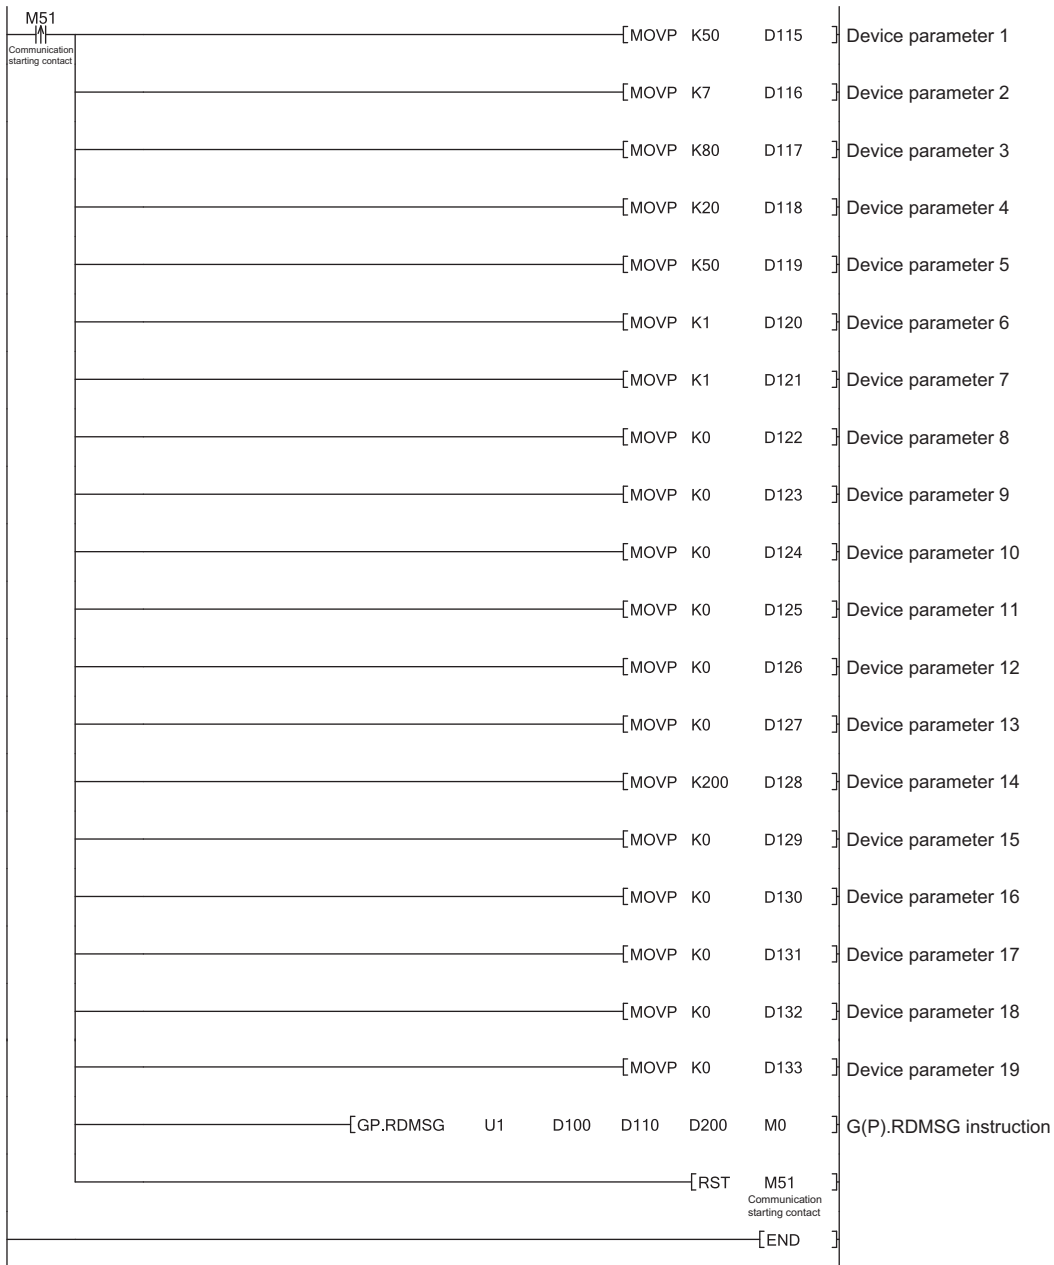 M51
Communication
starting contact
MOVP K50 D115 Device parameter 1
MOVP K7 D116 Device parameter 2
MOVP K80 D117 Device parameter 3
MOVP K20 D118 Device parameter 4
MOVP K50 D119 Device parameter 5
MOVP K1 D120 Device parameter 6
MOVP K1 D121 Device parameter 7
MOVP K0 D122 Device parameter 8
MOVP K0 D123 Device parameter 9
MOVP K0 D124 Device parameter 10
MOVP K0 D125 Device parameter 11
MOVP K0 D126 Device parameter 12
MOVP K0 D127 Device parameter 13
MOVP K200 D128 Device parameter 14
MOVP K0 D129 Device parameter 15
MOVP K0 D130 Device parameter 16
MOVP K0 D131 Device parameter 17
MOVP K0 D132 Device parameter 18
MOVP K0 D133 Device parameter 19
GP.RDMSG U1 D100 D110 D200 M0 G(P).RDMSG instruction
RST M51
Communication
starting contact
END